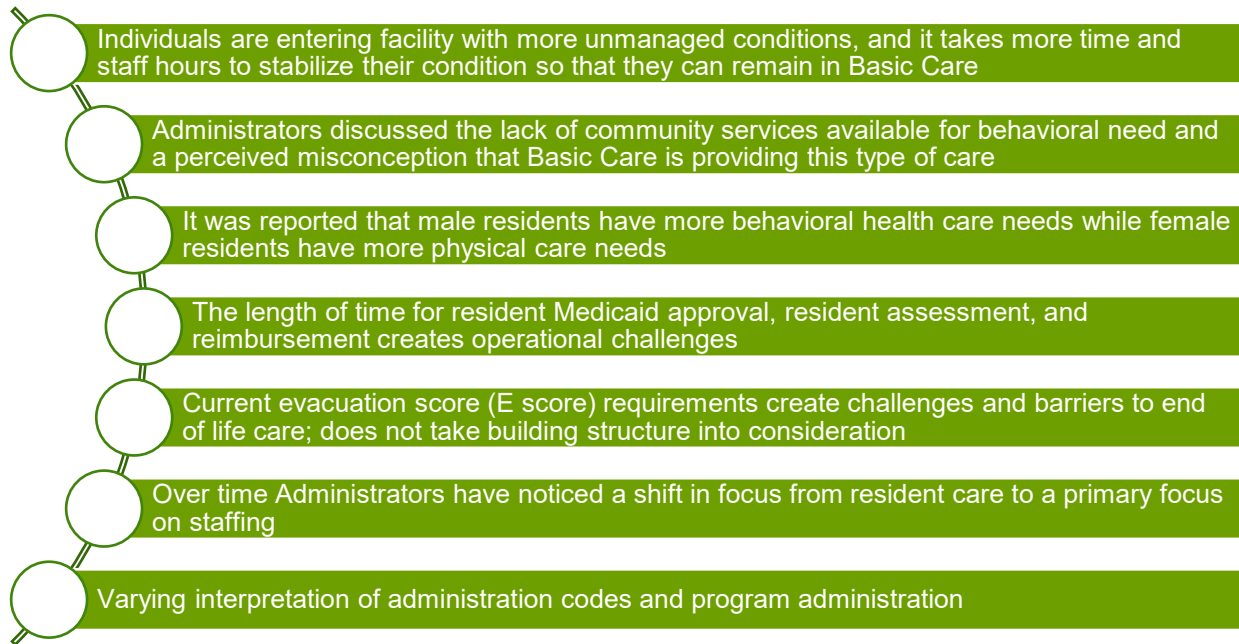 Individuals are entering facility with more unmanaged conditions, and it takes more time and
staff hours to stabilize their condition so that they can remain in Basic Care
Administrators discussed the lack of community services available for behavioral need and
a perceived misconception that Basic Care is providing this type of care
It was reported that male residents have more behavioral health care needs while female
residents have more physical care needs
The length of time for resident Medicaid approval, resident assessment, and
reimbursement creates operational challenges
Current evacuation score (E score) requirements create challenges and barriers to end
of life care; does not take building structure into consideration
Over time Administrators have noticed a shift in focus from resident care to a primary focus
on staffing
Varying interpretation of administration codes and program administration